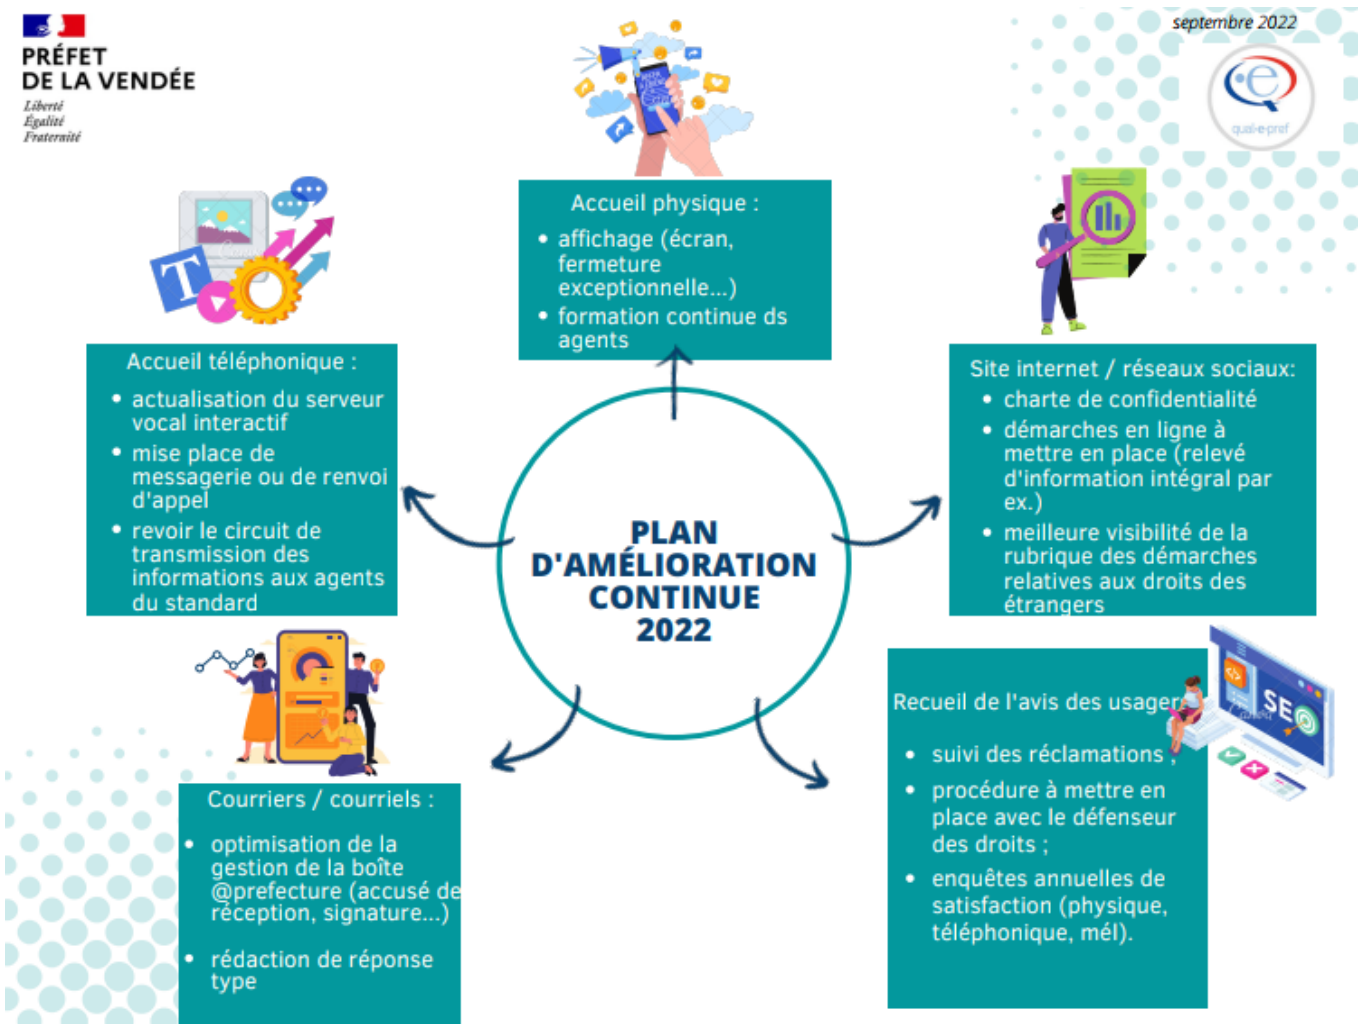 PRÉFET
DE LA VENDÉE
Liberté
Égalité
Fraternité
septembre 2022
qual-e-pref
Accueil physique :
• affichage (écran,
fermeture
exceptionnelle...)
• formation continue ds
agents
Accueil téléphonique :
• actualisation du serveur
vocal interactif
• mise place de
messagerie ou de renvoi
d'appel
• revoir le circuit de
transmission des
informations aux agents
du standard
Site internet / réseaux sociaux:
• charte de confidentialité
• démarches en ligne à
mettre en place (relevé
d'information intégral par
ex.)
• meilleure visibilité de la
rubrique des démarches
relatives aux droits des
étrangers
PLAN
D'AMÉLIORATION
CONTINUE
2022
Courriers / courriels :
• optimisation de la
gestion de la boîte
@prefecture (accusé de
réception, signature...)
• rédaction de réponse
type
Recueil de l'avis des usagers
• suivi des réclamations ;
• procédure à mettre en
place avec le défenseur
des droits ;
• enquêtes annuelles de
satisfaction (physique,
téléphonique, mél).
T
SEO